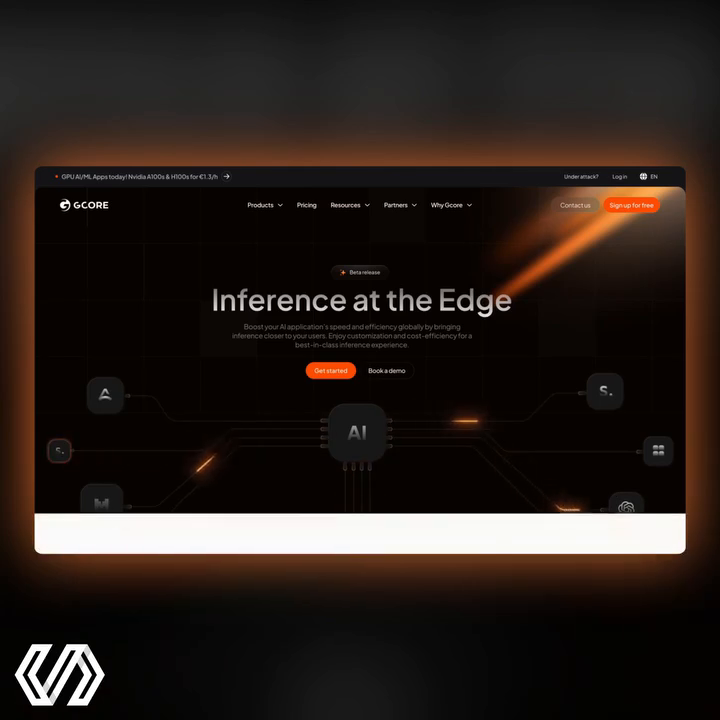 GPU AI/ML Apps today! Nvidia A100s & H100s for €1.3/h →
Under attack? Log in EN
GCORE
Products Pricing Resources Partners Why Gcore
Contact us Sign up for free
Beta release
Inference at the Edge
Boost your AI application's speed and efficiency globally by bringing
inference closer to your users. Enjoy customization and cost-efficiency for a
best-in-class inference experience.
Get started Book a demo
S.
AI
S.